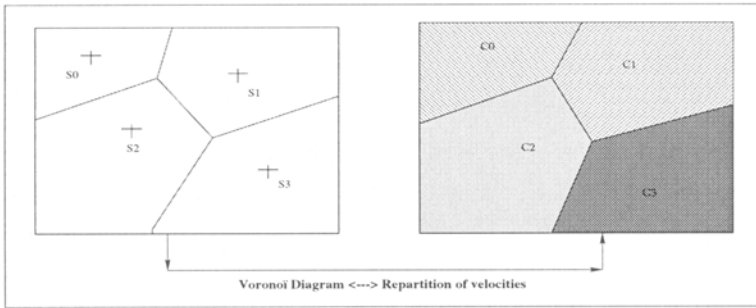 S0
S1
S2
S3
C0
C1
C2
C3
Voronoï Diagram <---> Repartition of velocities